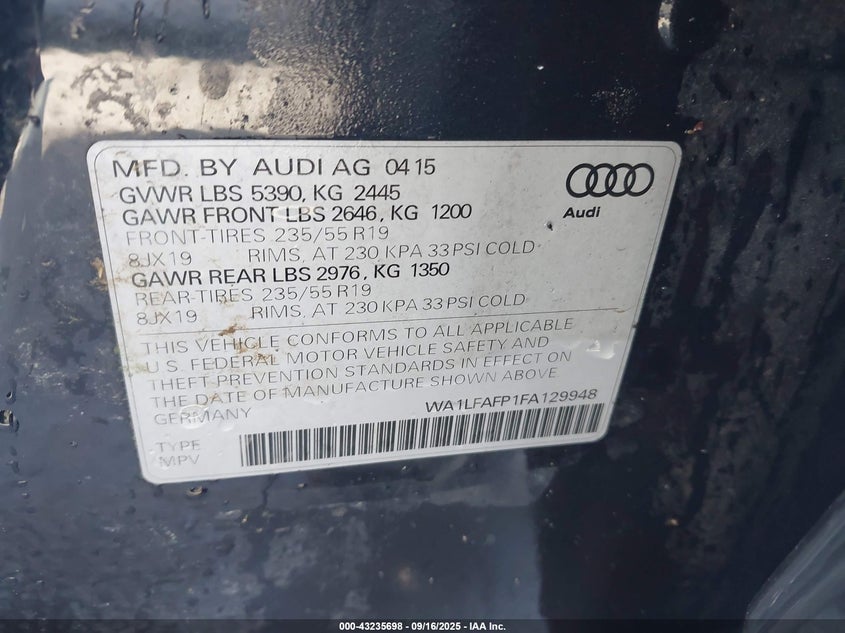 MFD. BY AUDI AG 04 15
GVWR LBS 5390, KG 2445
GAWR FRONT LBS 2646, KG 1200
FRONT-TIRES 235/55 R19
8JX19 RIMS, AT 230 KPA 33 PSI COLD
GAWR REAR LBS 2976, KG 1350
REAR-TIRES 235/55 R19
8JX19 RIMS, AT 230 KPA 33 PSI COLD
THIS VEHICLE CONFORMS TO ALL APPLICABLE
U.S. FEDERAL MOTOR VEHICLE SAFETY AND
THEFT-PREVENTION STANDARDS IN EFFECT ON
THE DATE OF MANUFACTURE SHOWN ABOVE
GERMANY
WA1LFAFP1FA129948
TYPE
MPV
Audi
000-43235698 - 09/16/2025 - IAA Inc.